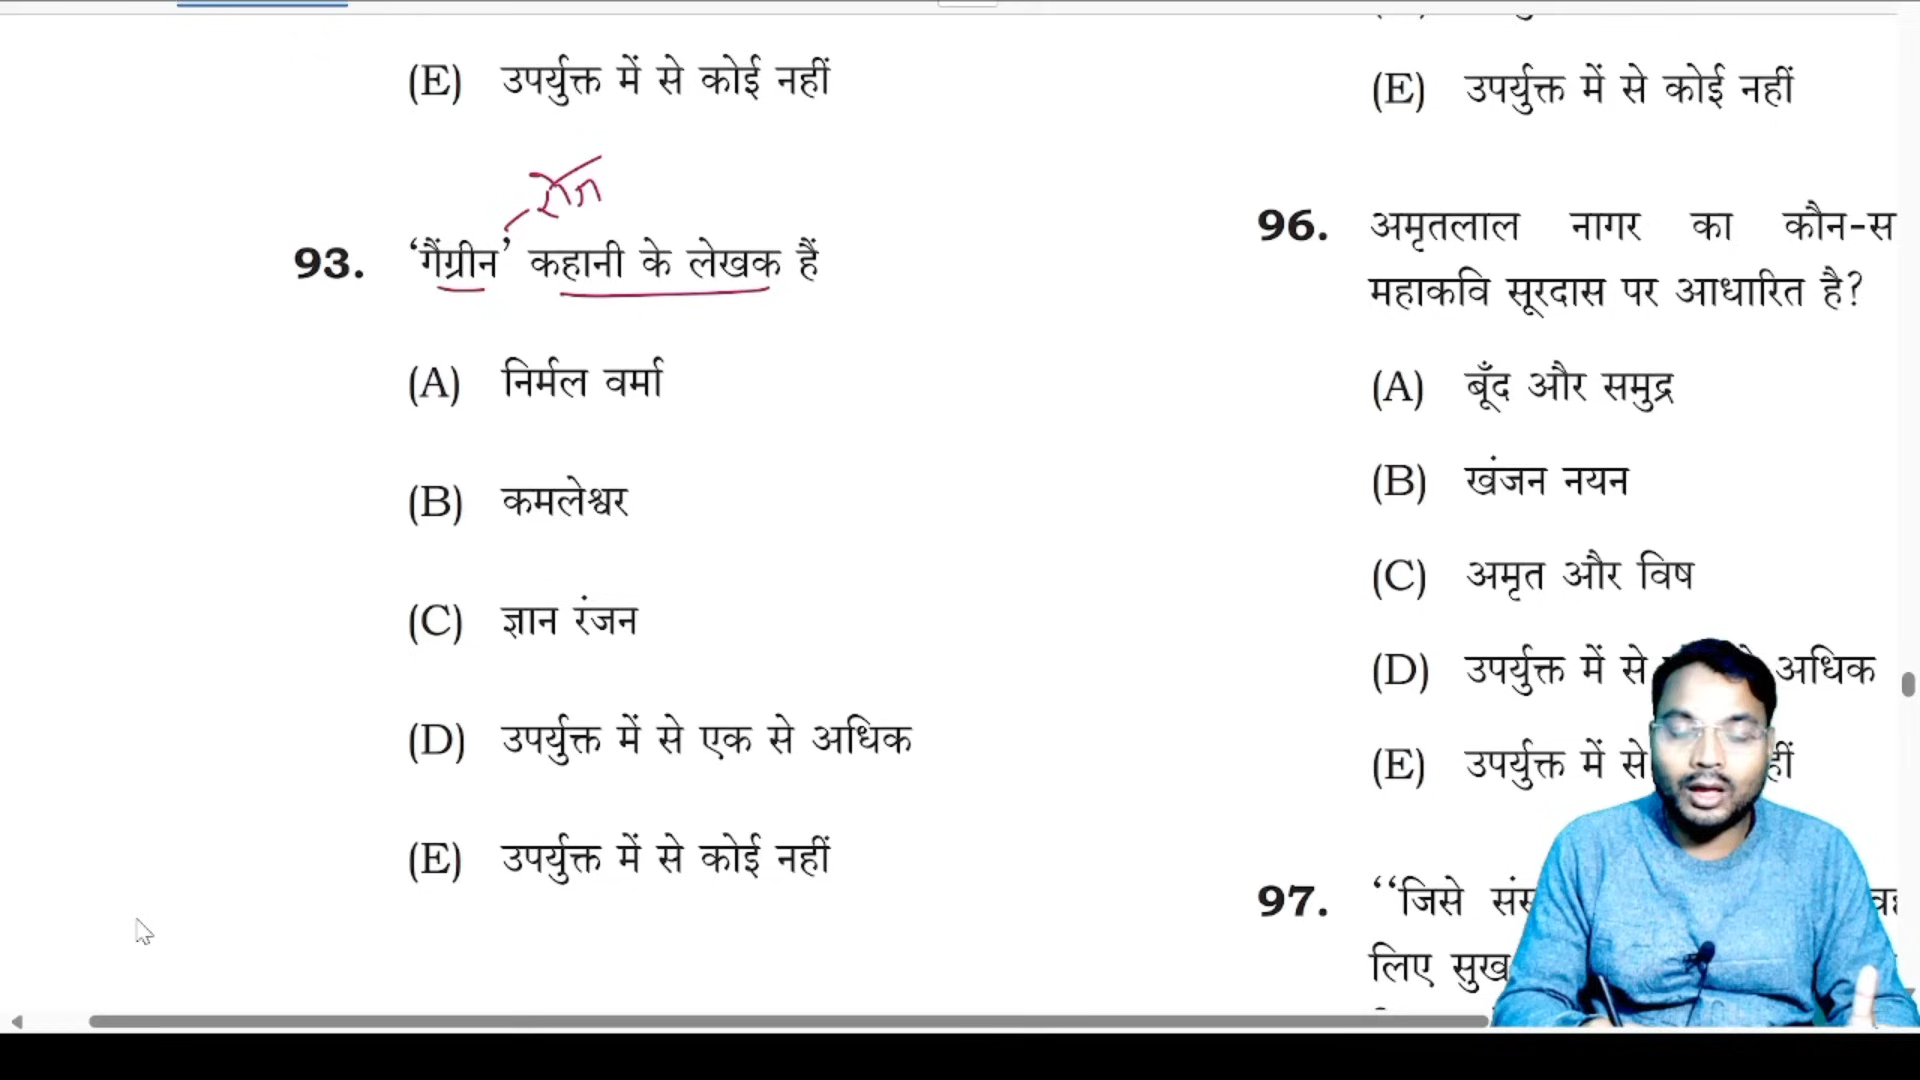 (E) उपर्युक्त में से कोई नहीं
रोज
93. ‘गैंग्रीन’ कहानी के लेखक हैं
(A) निर्मल वर्मा
(B) कमलेश्वर
(C) ज्ञान रंजन
(D) उपर्युक्त में से एक से अधिक
(E) उपर्युक्त में से कोई नहीं
(E) उपर्युक्त में से कोई नहीं
96. अमृतलाल नागर का कौन-स
महाकवि सूरदास पर आधारित है?
(A) बूँद और समुद्र
(B) खंजन नयन
(C) अमृत और विष
(D) उपर्युक्त में से अधिक
(E) उपर्युक्त में से
97. “जिसे
लिए सुख